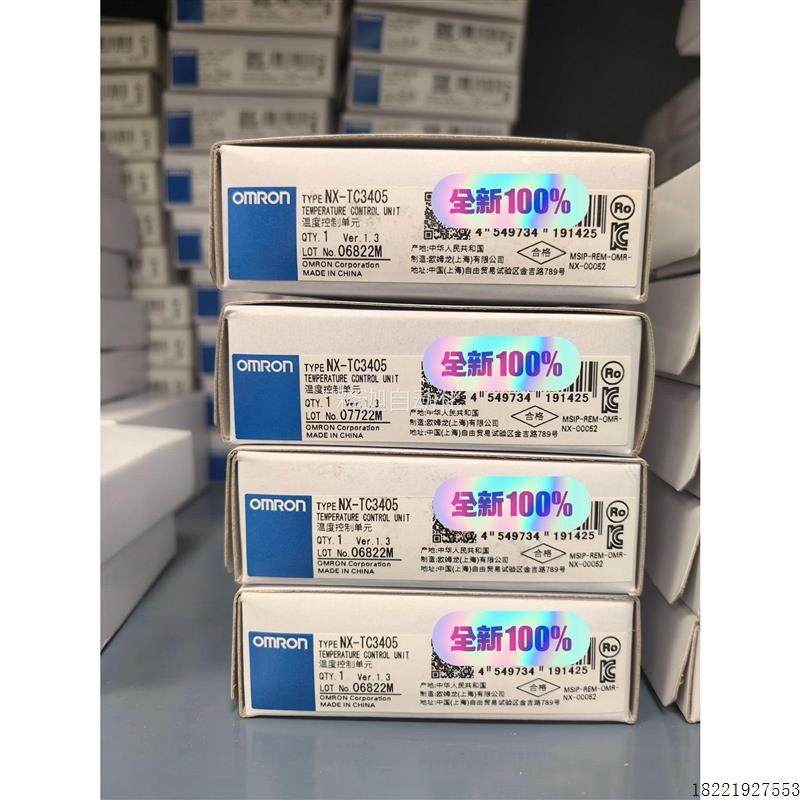 OMRON
TYPE NX-TC3405
TEMPERATURE CONTROL UNIT
温度控制单元
QTY. 1 Ver.1.3
LOT No. 06822M
OMRON Corporation
MADE IN CHINA
全新100%
4 549734 191425
产地:中华人民共和国
制造:欧姆龙(上海)有限公司
地址:中国(上海)自由贸易试验区金吉路789号
合格
Ro
MSIP-REM-OMR-
NX-00052
OMRON
TYPE NX-TC3405
TEMPERATURE CONTROL UNIT
温度控制单元
QTY. 1 Ver.1.3
LOT No. 07722M
OMRON Corporation
MADE IN CHINA
全新100%
4 549734 191425
产地:中华人民共和国
制造:欧姆龙(上海)有限公司
地址:中国(上海)自由贸易试验区金吉路789号
合格
Ro
MSIP-REM-OMR-
NX-00052
OMRON
TYPE NX-TC3405
TEMPERATURE CONTROL UNIT
温度控制单元
QTY. 1 Ver.1.3
LOT No. 06822M
OMRON Corporation
MADE IN CHINA
全新100%
4 549734 191425
产地:中华人民共和国
制造:欧姆龙(上海)有限公司
地址:中国(上海)自由贸易试验区金吉路789号
合格
Ro
MSIP-REM-OMR-
NX-00052
OMRON
TYPE NX-TC3405
TEMPERATURE CONTROL UNIT
温度控制单元
QTY. 1 Ver.1.3
LOT No. 06822M
OMRON Corporation
MADE IN CHINA
全新100%
4 549734 191425
产地:中华人民共和国
制造:欧姆龙(上海)有限公司
地址:中国(上海)自由贸易试验区金吉路789号
合格
Ro
MSIP-REM-OMR-
NX-00052
18221927553